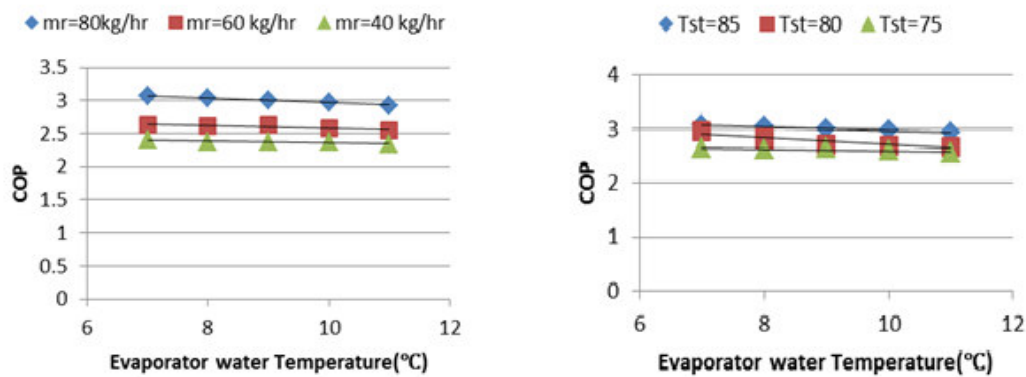 mr=80kg/hr mr=60 kg/hr mr=40 kg/hr
3.5
3
2.5
2
1.5
1
0.5
0
COP
6 8 10 12
Evaporator water Temperature(°C)
Tst=85 Tst=80 Tst=75
4
3
2
1
0
COP
6 8 10 12
Evaporator water Temperature(°C)